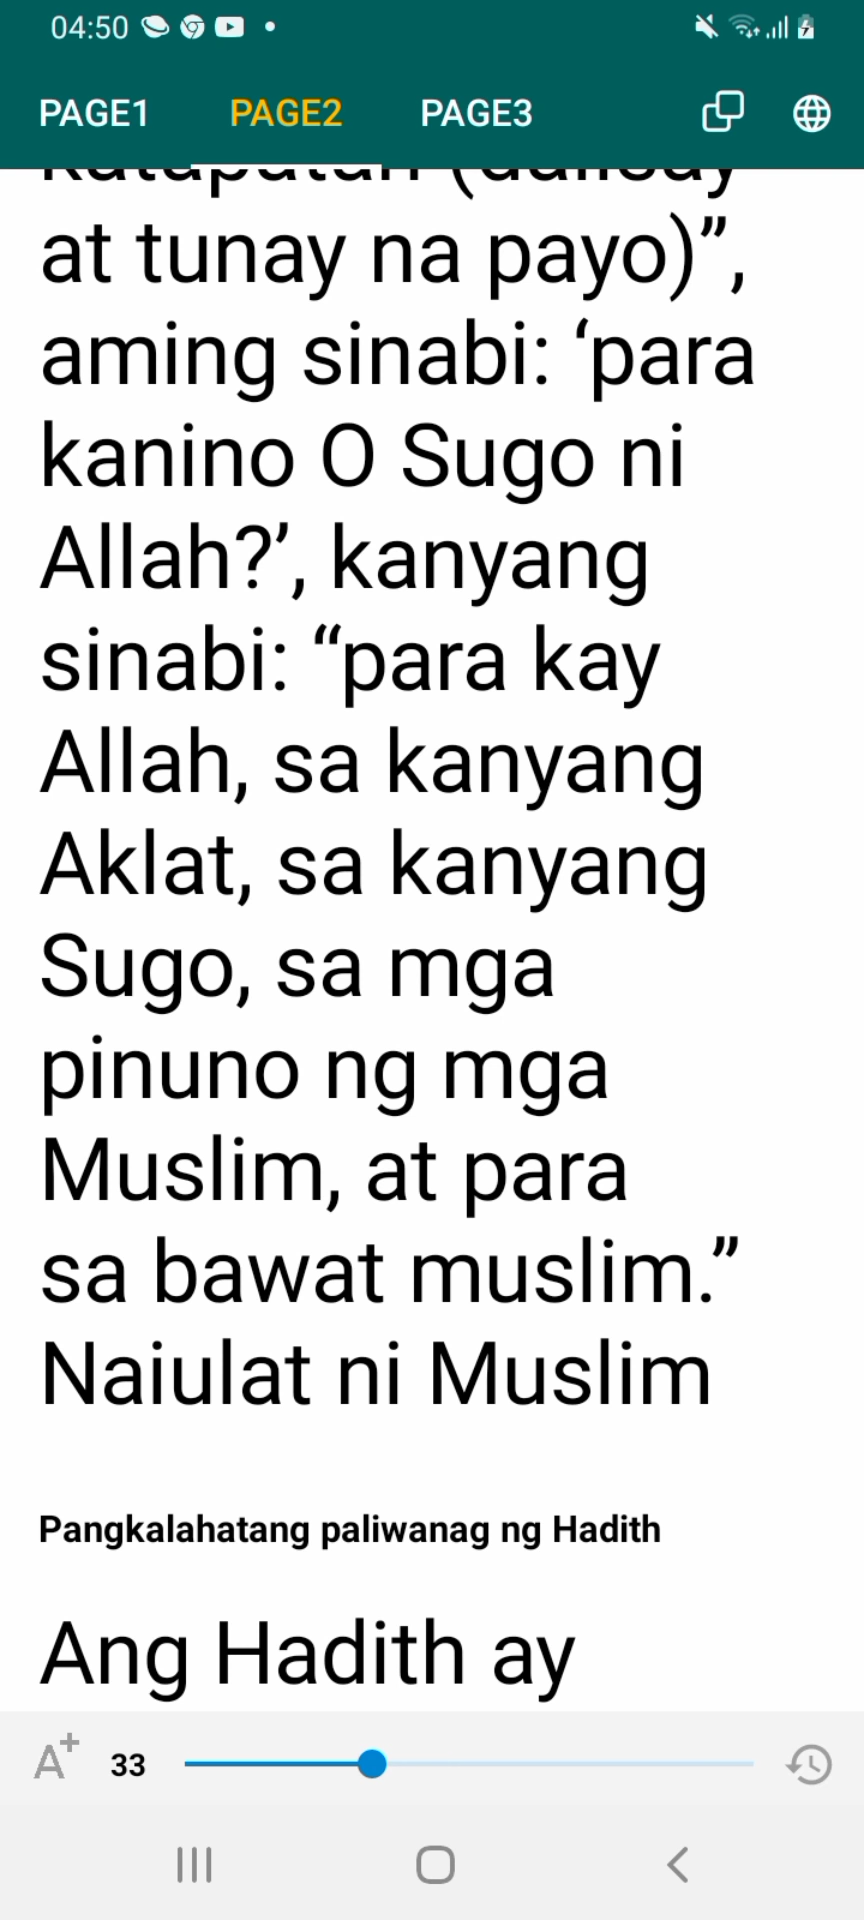 04:50
PAGE1 PAGE2 PAGE3
at tunay na payo)”,
aming sinabi: ‘para
kanino O Sugo ni
Allah?’, kanyang
sinabi: “para kay
Allah, sa kanyang
Aklat, sa kanyang
Sugo, sa mga
pinuno ng mga
Muslim, at para
sa bawat muslim.”
Naiulat ni Muslim
Pangkalahatang paliwanag ng Hadith
Ang Hadith ay
A+ 33